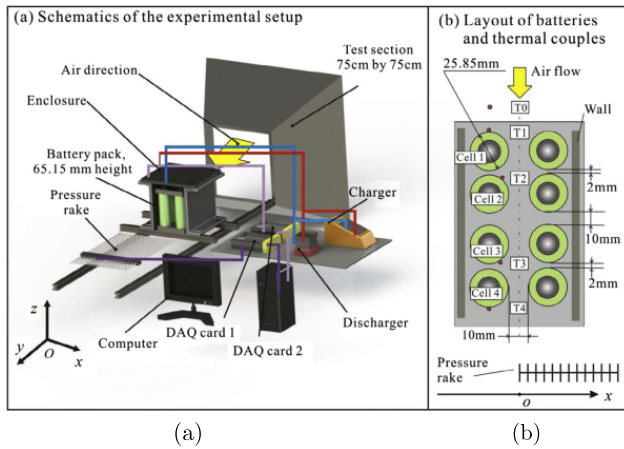 (a) Schematics of the experimental setup
Test section
75cm by 75cm
Air direction
Enclosure
Battery pack,
65.15 mm height
Pressure
rake
Charger
Discharger
Computer
DAQ card 1
DAQ card 2
z
y
O
x
(b) Layout of batteries
and thermal couples
25.85mm
Air flow
T0
Wall
T1
Cell 1
T2
2mm
Cell 2
10mm
Cell 3
T3
2mm
Cell 4
T4
10mm
Pressure
rake
o
x
(a)
(b)